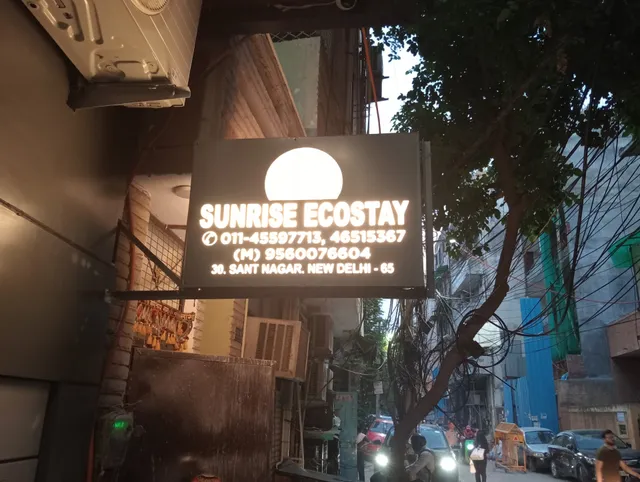 SUNRISE ECOSTAY
011-45597713, 46515367
(M) 9560076604
30, SANT NAGAR, NEW DELHI - 65